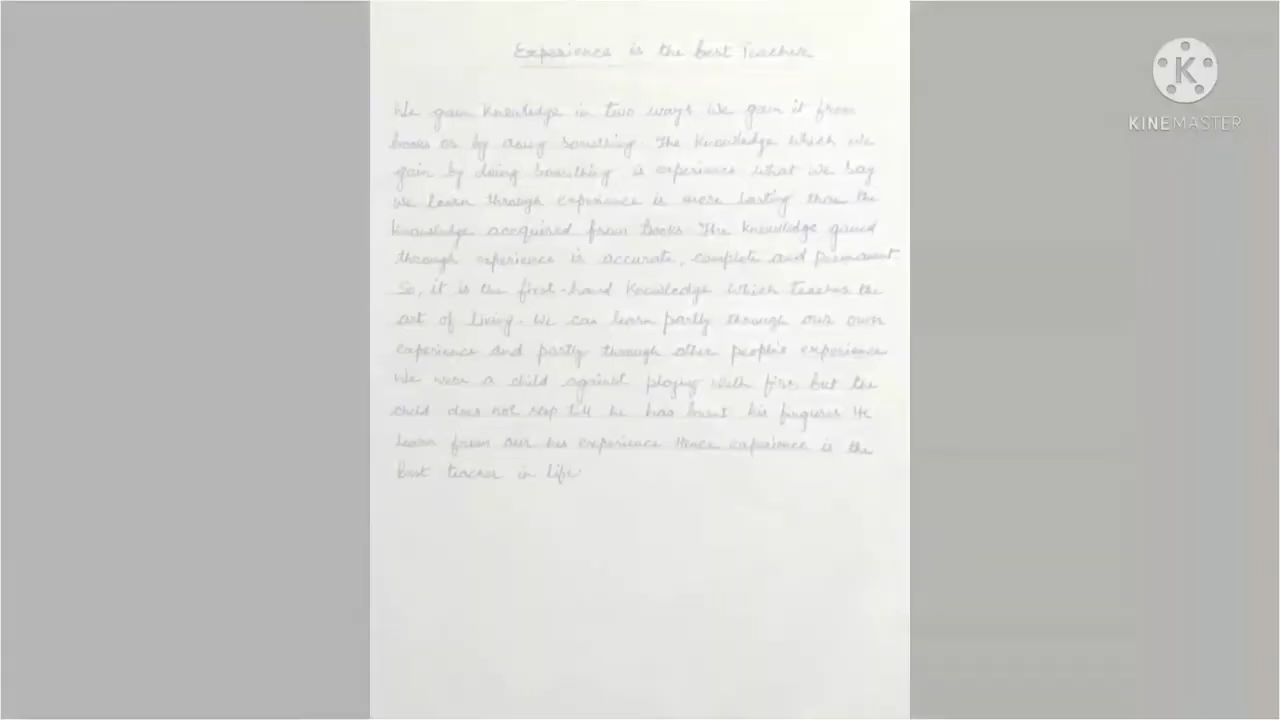 Experience is the best Teacher
We gain knowledge in two ways We gain it from
books or by doing something The knowledge which we
gain by doing something is experience what we say
we learn through experience is more lasting than the
knowledge accquired from books The knowledge gained
through experience is accurate, complete and permanent
So, it is the first-hand knowledge which teaches the
art of living. We can learn partly through our own
experience and partly through other people's experience
We a child against playing with fire, but the
child does not stop till he has burnt his fingures He
learn from our his experience Hence experience is the
best teacher in life.
K
KINEMASTER